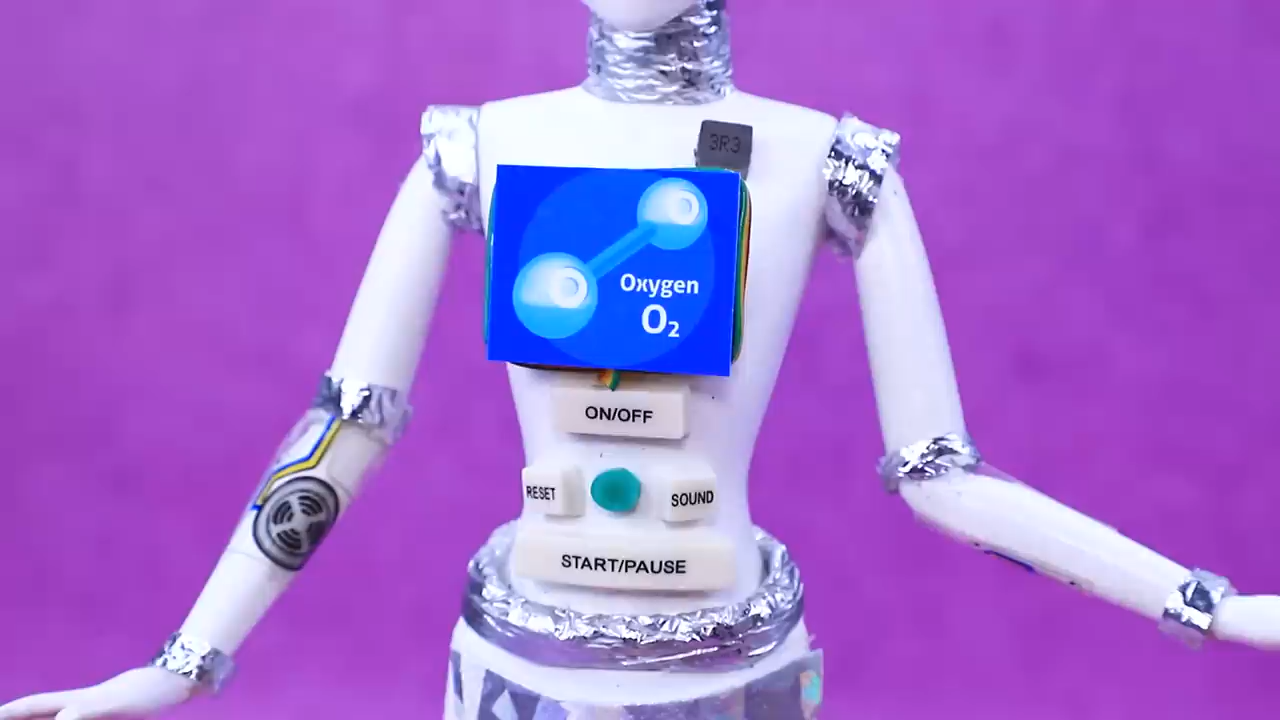 3R3
Oxygen
O₂
ON/OFF
RESET
SOUND
START/PAUSE